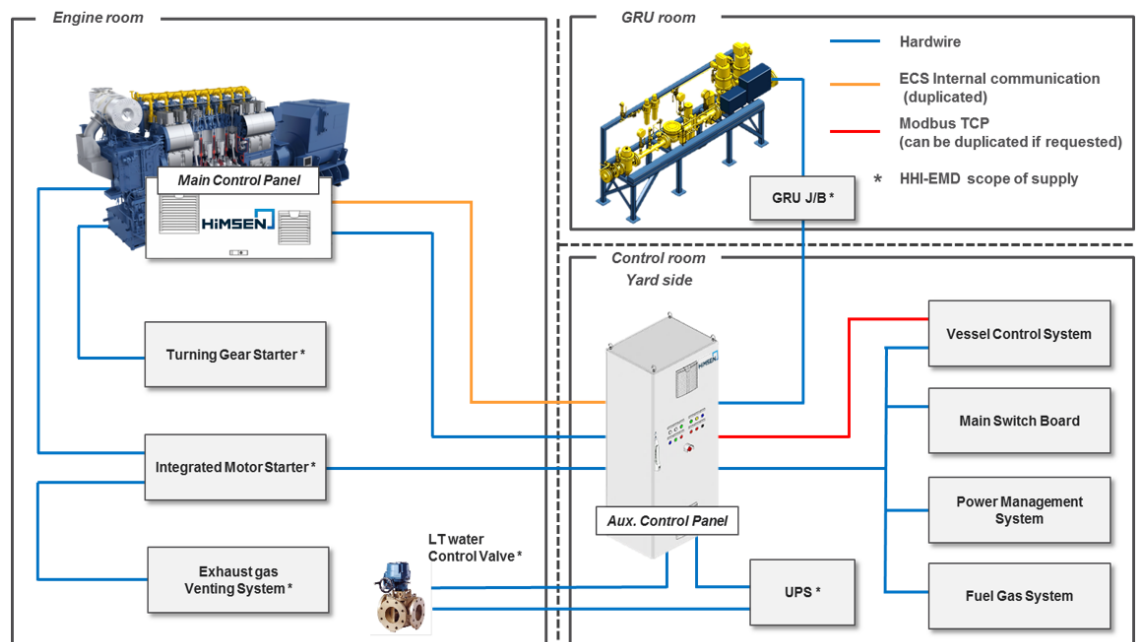 Engine room
GRU room
Hardwire
ECS Internal communication
(duplicated)
Modbus TCP
(can be duplicated if requested)
* HHI-EMD scope of supply
Main Control Panel
HiMSEN
GRU J/B *
Control room
Yard side
Turning Gear Starter *
HiMSEN
Vessel Control System
Main Switch Board
Integrated Motor Starter *
Power Management
System
Aux. Control Panel
LT water
Control Valve *
Exhaust gas
Venting System *
UPS *
Fuel Gas System